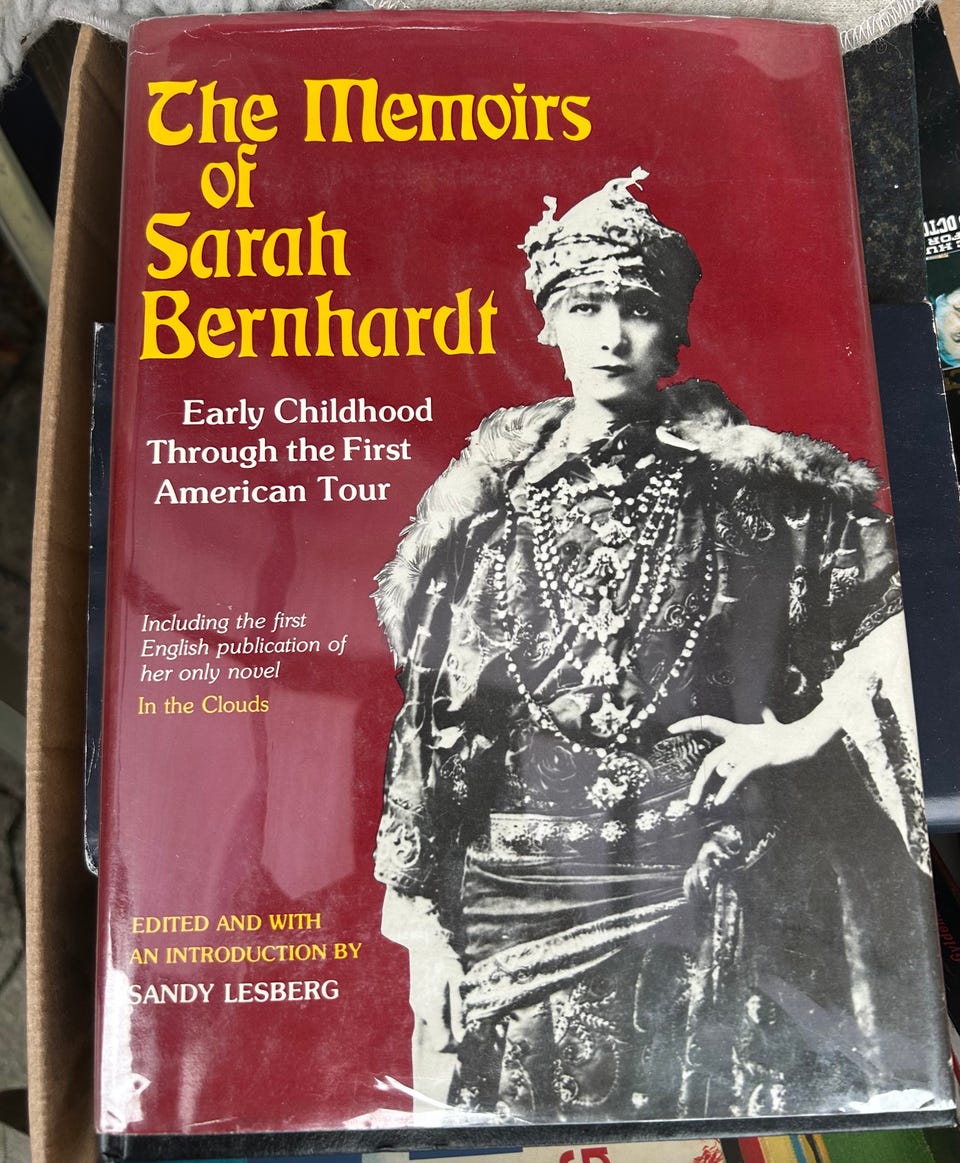 The Memoirs
of
Sarah
Bernhardt
Early Childhood
Through the First
American Tour
Including the first
English publication of
her only novel
In the Clouds
EDITED AND WITH
AN INTRODUCTION BY
SANDY LESBERG